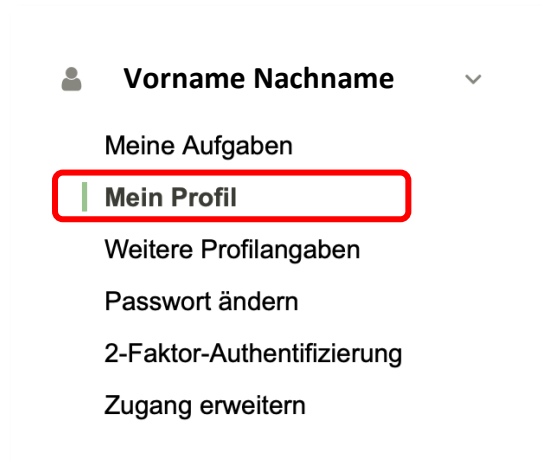 Vorname Nachname
Meine Aufgaben
Mein Profil
Weitere Profilangaben
Passwort ändern
2-Faktor-Authentifizierung
Zugang erweitern